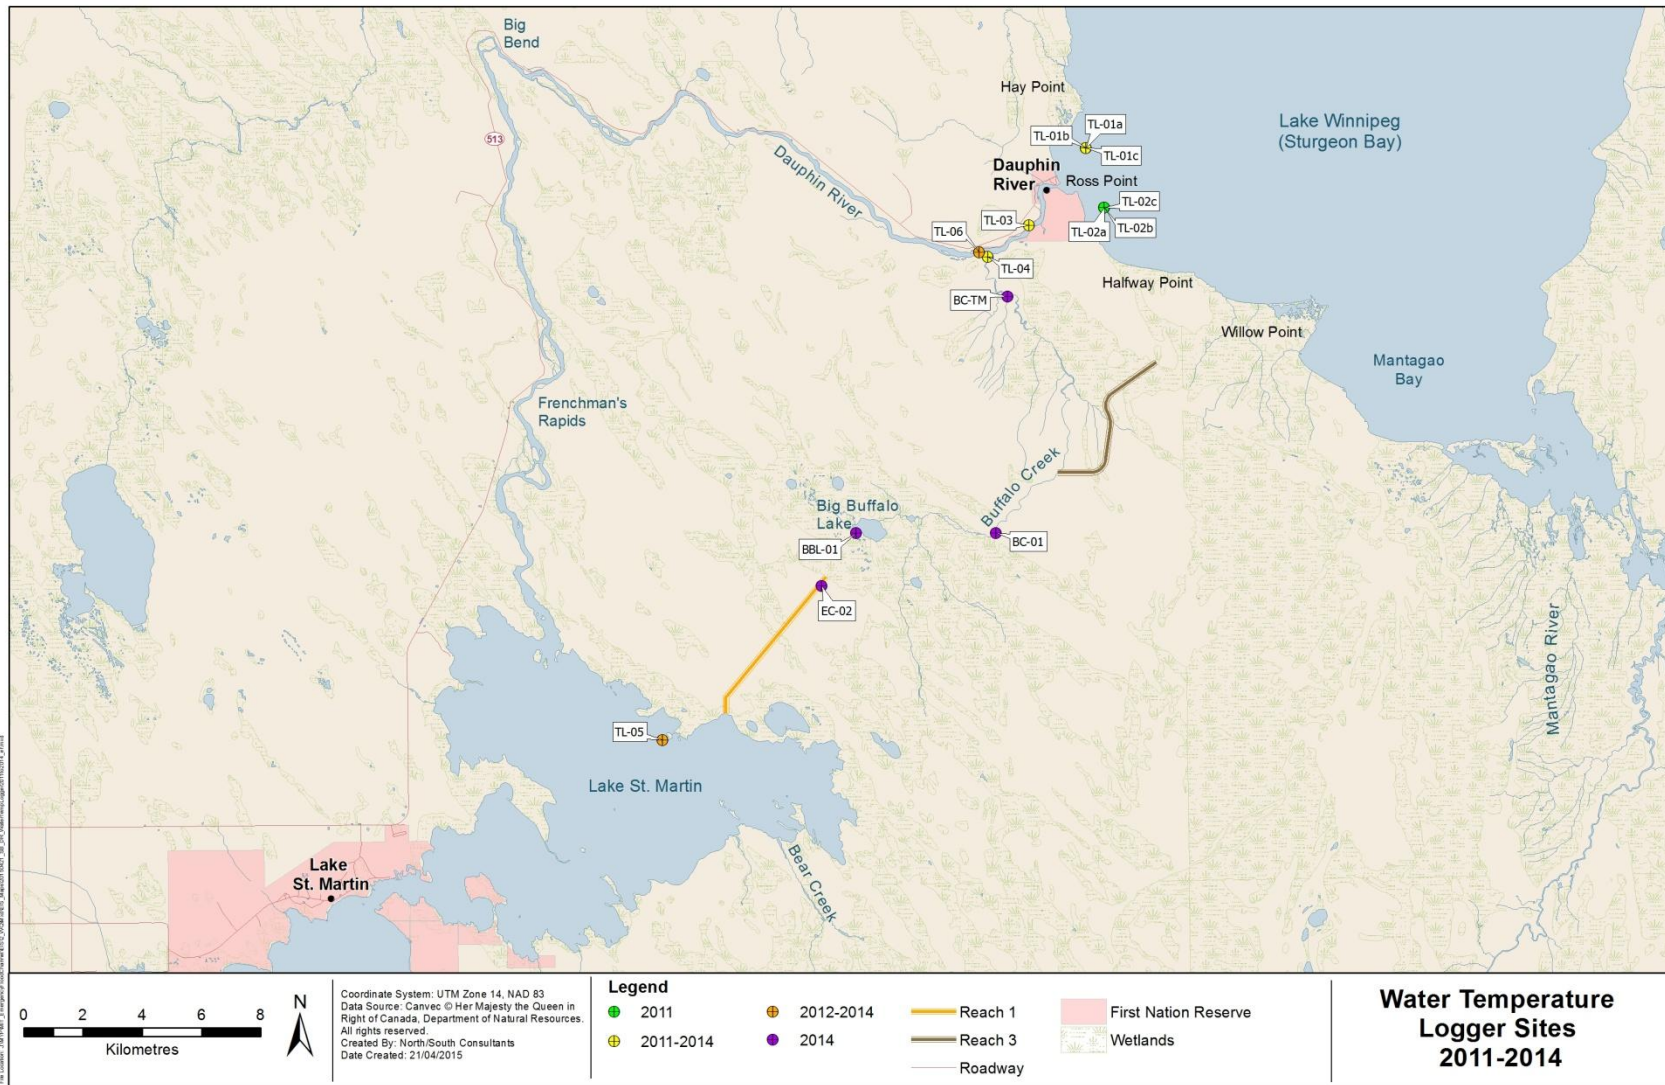 Big
Bend
Hay Point
Lake Winnipeg
(Sturgeon Bay)
TL-01a
TL-01b
TL-01c
513
Dauphin River
Dauphin
River
Ross Point
TL-02c
TL-02a
TL-02b
TL-03
TL-06
TL-04
Halfway Point
BC-TM
Willow Point
Mantagao
Bay
Frenchman's
Rapids
Buffalo Creek
Big Buffalo
Lake
BBL-01
BC-01
EC-02
Mantagao River
TL-05
Lake St. Martin
Bear Creek
Lake
St. Martin
0 2 4 6 8
Kilometres
N
Coordinate System: UTM Zone 14, NAD 83
Data Source: Canvec © Her Majesty the Queen in
Right of Canada, Department of Natural Resources.
All rights reserved.
Created By: North/South Consultants
Date Created: 21/04/2015
Legend
2011
2011-2014
2012-2014
2014
Reach 1
Reach 3
Roadway
First Nation Reserve
Wetlands
Water Temperature
Logger Sites
2011-2014